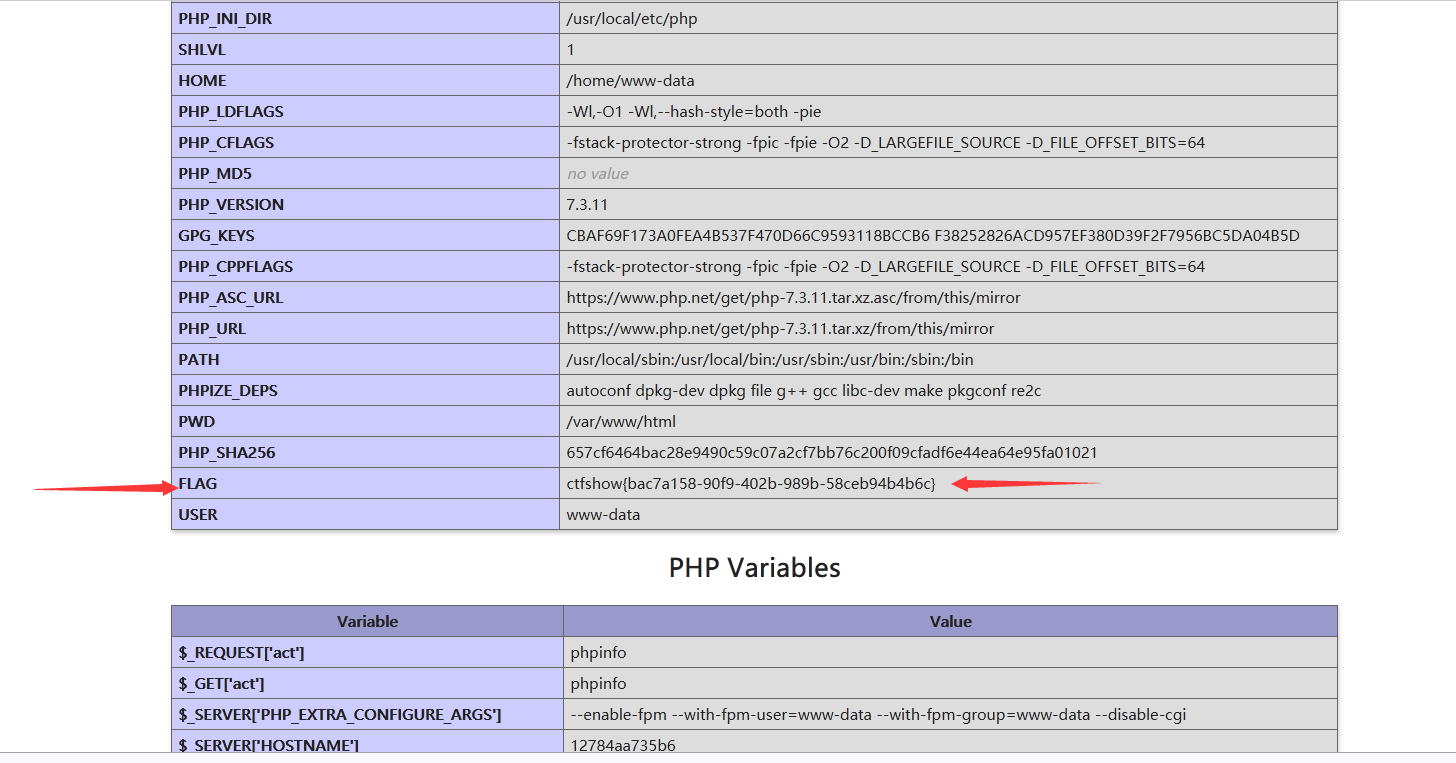 PHP_INI_DIR /usr/local/etc/php
SHLVL 1
HOME /home/www-data
PHP_LDFLAGS -Wl,-O1 -Wl,--hash-style=both -pie
PHP_CFLAGS -fstack-protector-strong -fpic -fpie -O2 -D_LARGEFILE_SOURCE -D_FILE_OFFSET_BITS=64
PHP_MD5 no value
PHP_VERSION 7.3.11
GPG_KEYS CBAF69F173A0FEA4B537F470D66C9593118BCCB6 F38252826ACD957EF380D39F2F7956BC5DA04B5D
PHP_CPPFLAGS -fstack-protector-strong -fpic -fpie -O2 -D_LARGEFILE_SOURCE -D_FILE_OFFSET_BITS=64
PHP_ASC_URL https://www.php.net/get/php-7.3.11.tar.xz.asc/from/this/mirror
PHP_URL https://www.php.net/get/php-7.3.11.tar.xz/from/this/mirror
PATH /usr/local/sbin:/usr/local/bin:/usr/sbin:/usr/bin:/sbin:/bin
PHPIZE_DEPS autoconf dpkg-dev dpkg file g++ gcc libc-dev make pkgconf re2c
PWD /var/www/html
PHP_SHA256 657cf6464bac28e9490c59c07a2cf7bb76c200f09cfadf6e44ea64e95fa01021
FLAG ctfshow{bac7a158-90f9-402b-989b-58ceb94b4b6c}
USER www-data
PHP Variables
Variable Value
$_REQUEST['act'] phpinfo
$_GET['act'] phpinfo
$_SERVER['PHP_EXTRA_CONFIGURE_ARGS'] --enable-fpm --with-fpm-user=www-data --with-fpm-group=www-data --disable-cgi
$_SERVER['HOSTNAME'] 12784aa735b6